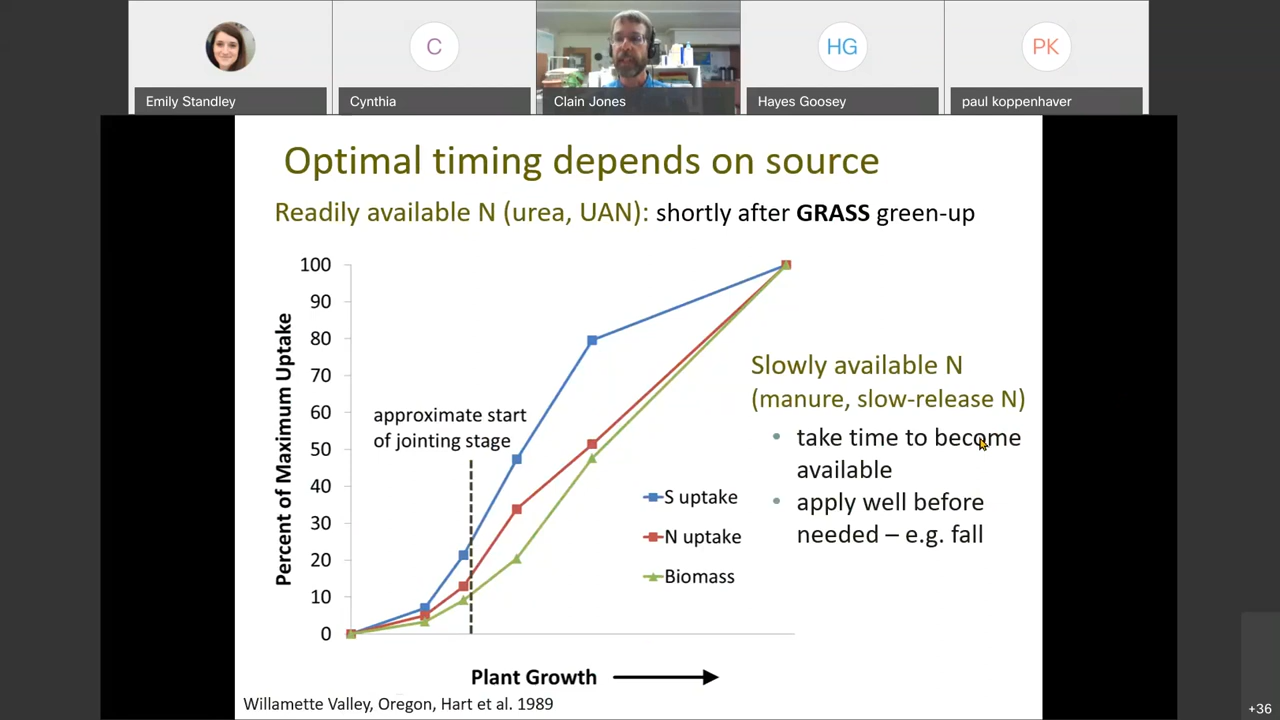 C
HG
PK
Emily Standley
Cynthia
Clain Jones
Hayes Goosey
paul koppenhaver
Optimal timing depends on source
Readily available N (urea, UAN): shortly after GRASS green-up
100
90
80
70
60
50
40
30
20
10
0
Percent of Maximum Uptake
approximate start
of jointing stage
S uptake
N uptake
Biomass
Slowly available N
(manure, slow-release N)
• take time to become
available
• apply well before
needed – e.g. fall
Plant Growth
Willamette Valley, Oregon, Hart et al. 1989
+36